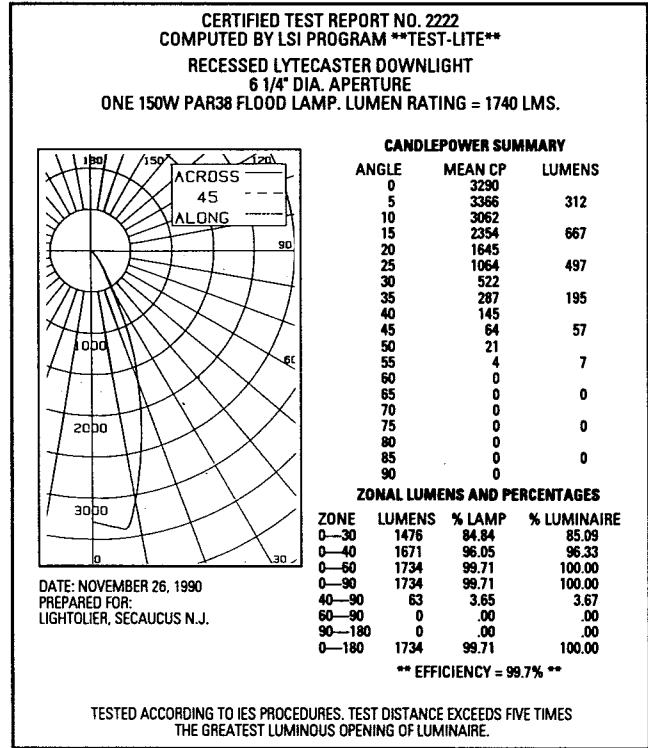 CERTIFIED TEST REPORT NO. 2222
COMPUTED BY LSI PROGRAM **TEST-LITE**
RECESSED LYTECASTER DOWNLIGHT
6 1/4" DIA. APERTURE
ONE 150W PAR38 FLOOD LAMP. LUMEN RATING = 1740 LMS.
180 150 120
ACROSS
45
ALONG
90
60
1000
2000
3000
0 30
DATE: NOVEMBER 26, 1990
PREPARED FOR:
LIGHTOLIER, SECAUCUS N.J.
CANDLEPOWER SUMMARY
ANGLE MEAN CP LUMENS
0 3290
5 3366 312
10 3062
15 2354 667
20 1645
25 1064 497
30 522
35 287 195
40 145
45 64 57
50 21
55 4 7
60 0
65 0 0
70 0
75 0 0
80 0
85 0 0
90 0
ZONAL LUMENS AND PERCENTAGES
ZONE LUMENS % LAMP % LUMINAIRE
0—30 1476 84.84 85.09
0—40 1671 96.05 96.33
0—60 1734 99.71 100.00
0—90 1734 99.71 100.00
40—90 63 3.65 3.67
60—90 0 .00 .00
90—180 0 .00 .00
0—180 1734 99.71 100.00
** EFFICIENCY = 99.7% **
TESTED ACCORDING TO IES PROCEDURES. TEST DISTANCE EXCEEDS FIVE TIMES
THE GREATEST LUMINOUS OPENING OF LUMINAIRE.